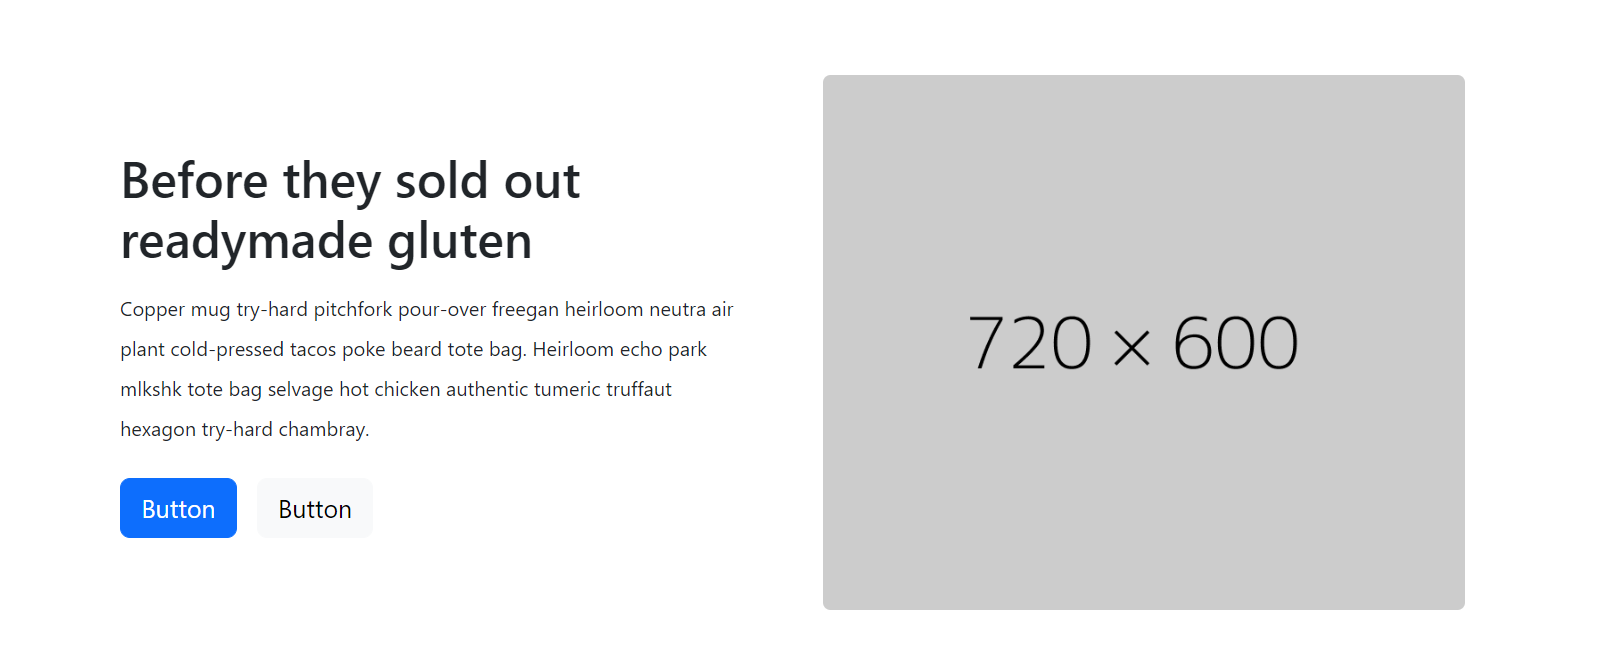 Before they sold out
readymade gluten
Copper mug try-hard pitchfork pour-over freegan heirloom neutra air
plant cold-pressed tacos poke beard tote bag. Heirloom echo park
mlkshk tote bag selvage hot chicken authentic tumeric truffaut
hexagon try-hard chambray.
Button
Button
720 × 600